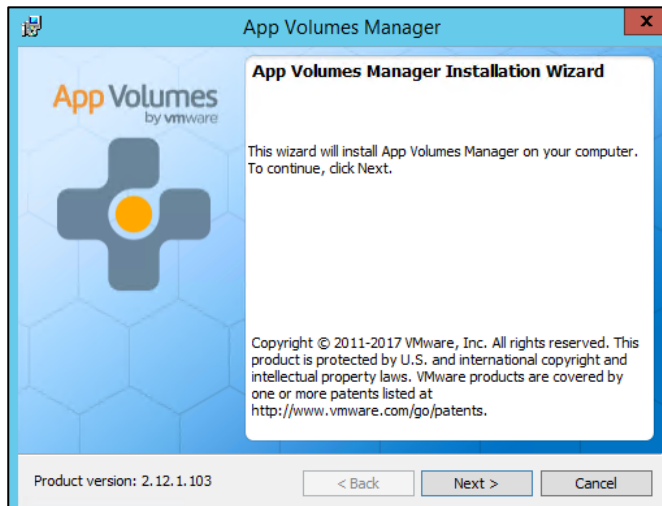 App Volumes Manager
x
App Volumes
by vmware
App Volumes Manager Installation Wizard
This wizard will install App Volumes Manager on your computer.
To continue, click Next.
Copyright © 2011-2017 VMware, Inc. All rights reserved. This
product is protected by U.S. and international copyright and
intellectual property laws. VMware products are covered by
one or more patents listed at
http://www.vmware.com/go/patents.
Product version: 2.12.1.103
< Back
Next >
Cancel